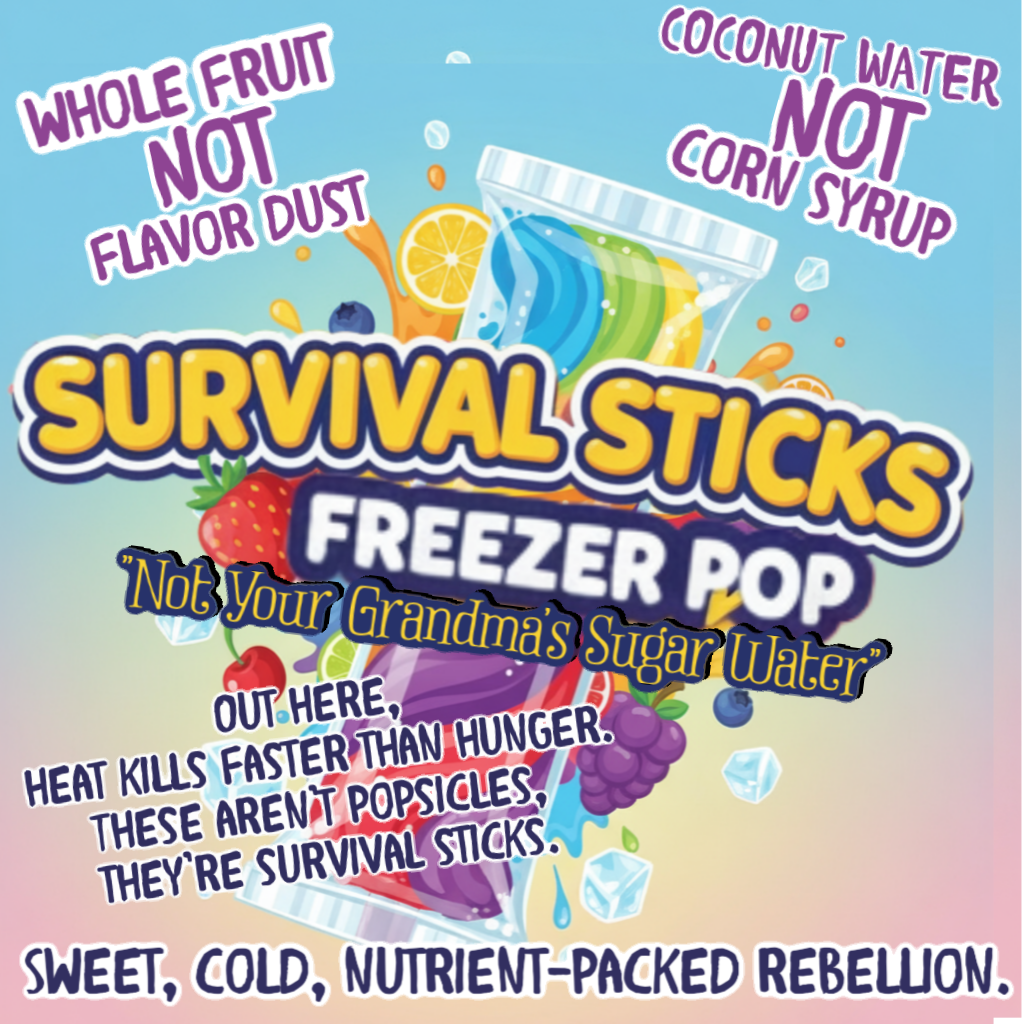 WHOLE FRUIT
NOT
FLAVOR DUST
COCONUT WATER
NOT
CORN SYRUP
SURVIVAL STICKS
FREEZER POP
"Not Your Grandma's Sugar Water"
OUT HERE,
HEAT KILLS FASTER THAN HUNGER.
THESE AREN'T POPSICLES,
THEY'RE SURVIVAL STICKS.
SWEET, COLD, NUTRIENT-PACKED REBELLION.